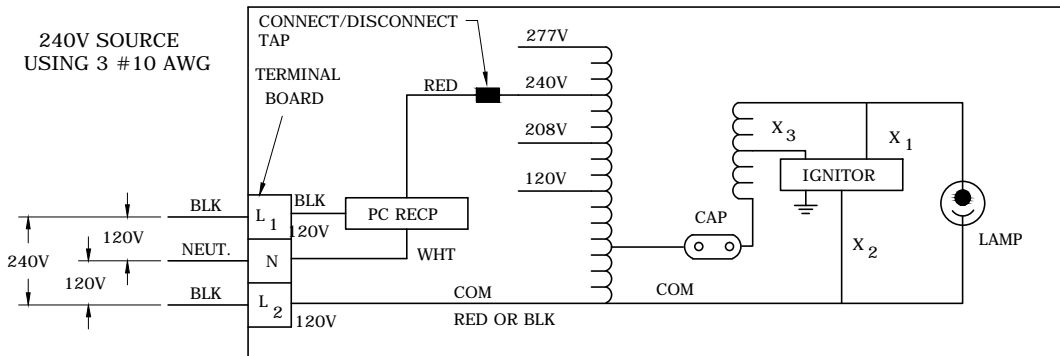 240V SOURCE
USING 3 #10 AWG
CONNECT/DISCONNECT
TAP
TERMINAL
BOARD
RED
277V
240V
208V
120V
X3
X1
IGNITOR
BLK
L1
BLK
120V
PC RECP
CAP
LAMP
120V
NEUT.
N
WHT
X2
240V
120V
BLK
L2
120V
COM
COM
RED OR BLK